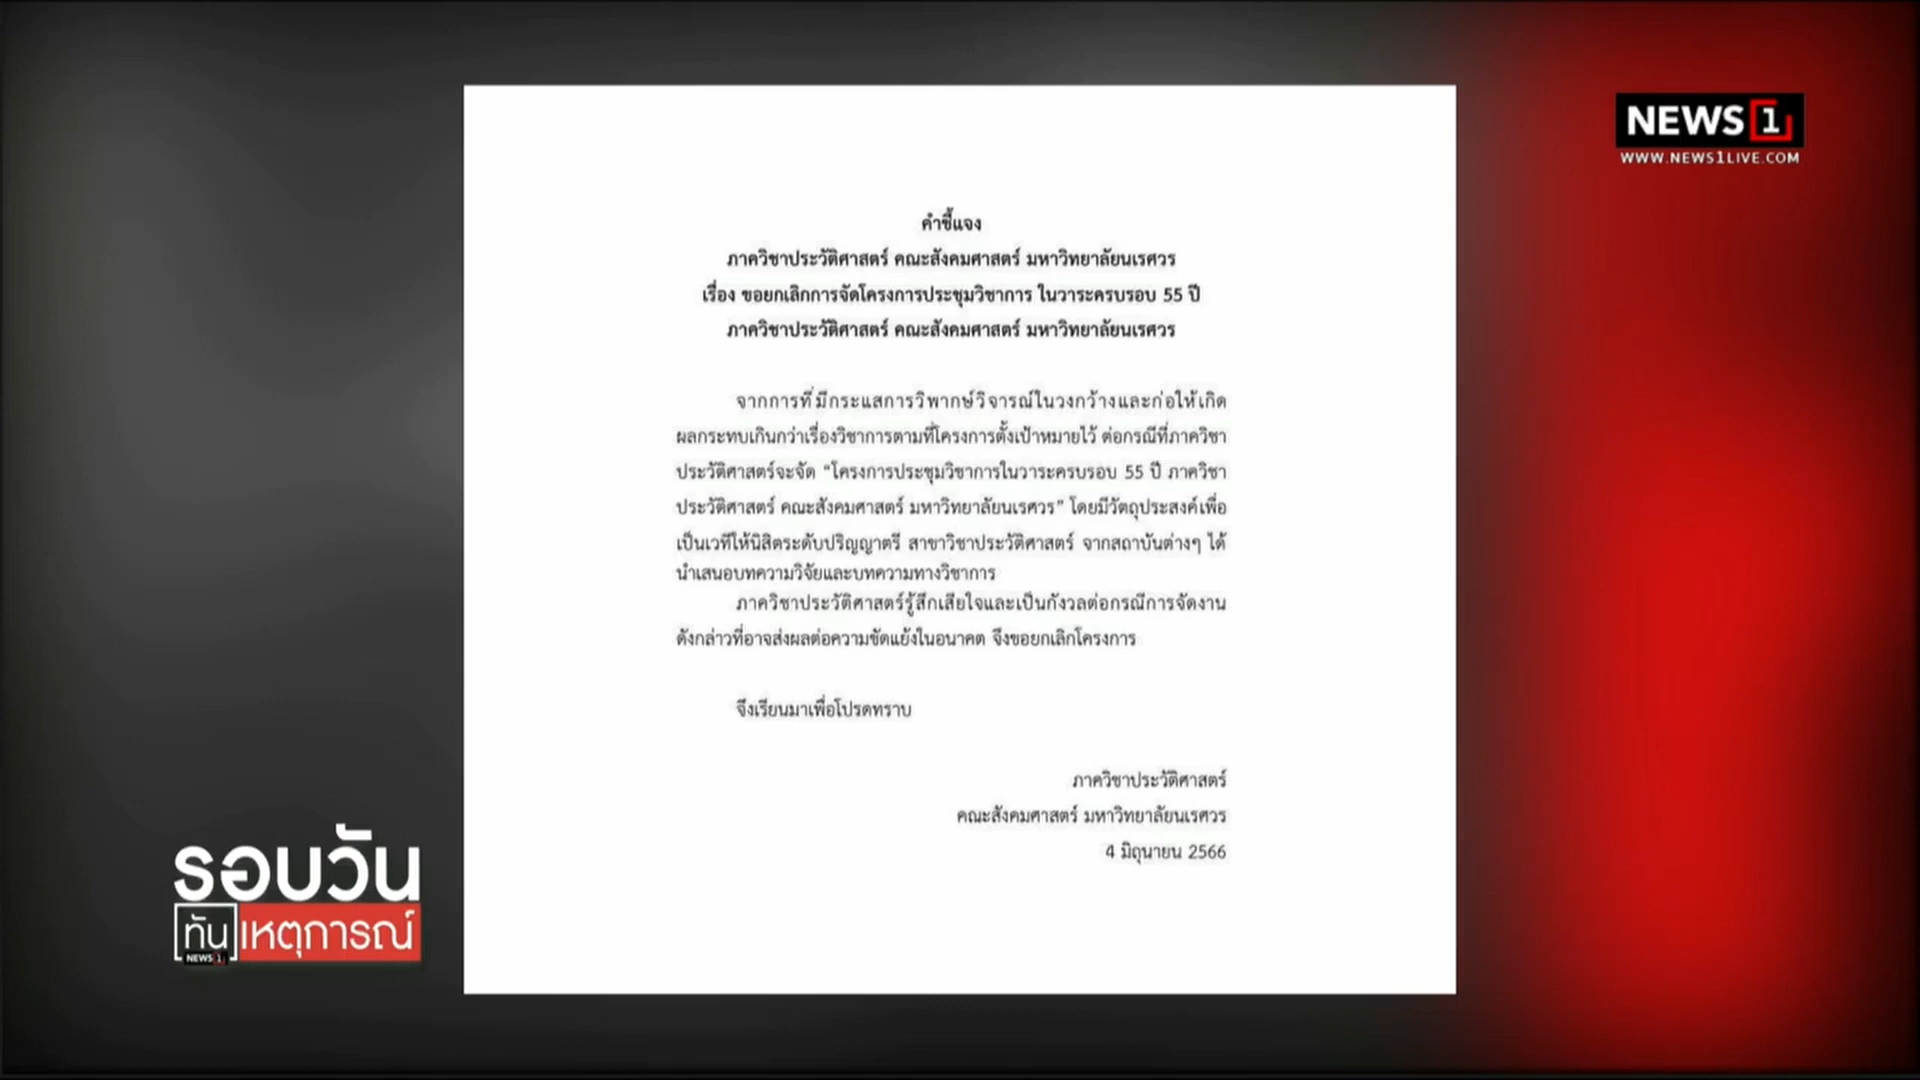 NEWS 1
WWW.NEWS1LIVE.COM
คำชี้แจง
ภาควิชาประวัติศาสตร์ คณะสังคมศาสตร์ มหาวิทยาลัยนเรศวร
เรื่อง ขอยกเลิกการจัดโครงการประชุมวิชาการ ในวาระครบรอบ 55 ปี
ภาควิชาประวัติศาสตร์ คณะสังคมศาสตร์ มหาวิทยาลัยนเรศวร
จากการที่มีกระแสการวิพากษ์วิจารณ์ในวงกว้างและก่อให้เกิด
ผลกระทบเกินกว่าเรื่องวิชาการตามที่โครงการตั้งเป้าหมายไว้ ต่อกรณีที่ภาควิชา
ประวัติศาสตร์จะจัด “โครงการประชุมวิชาการในวาระครบรอบ 55 ปี ภาควิชา
ประวัติศาสตร์ คณะสังคมศาสตร์ มหาวิทยาลัยนเรศวร” โดยมีวัตถุประสงค์เพื่อ
เป็นเวทีให้นิสิตระดับปริญญาตรี สาขาวิชาประวัติศาสตร์ จากสถาบันต่างๆ ได้
นำเสนอบทความวิจัยและบทความทางวิชาการ
ภาควิชาประวัติศาสตร์รู้สึกเสียใจและเป็นกังวลต่อกรณีการจัดงาน
ดังกล่าวที่อาจส่งผลต่อความขัดแย้งในอนาคต จึงขอยกเลิกโครงการ
จึงเรียนมาเพื่อโปรดทราบ
ภาควิชาประวัติศาสตร์
คณะสังคมศาสตร์ มหาวิทยาลัยนเรศวร
4 มิถุนายน 2566
รอบวัน
ทันเหตุการณ์
NEWS 1